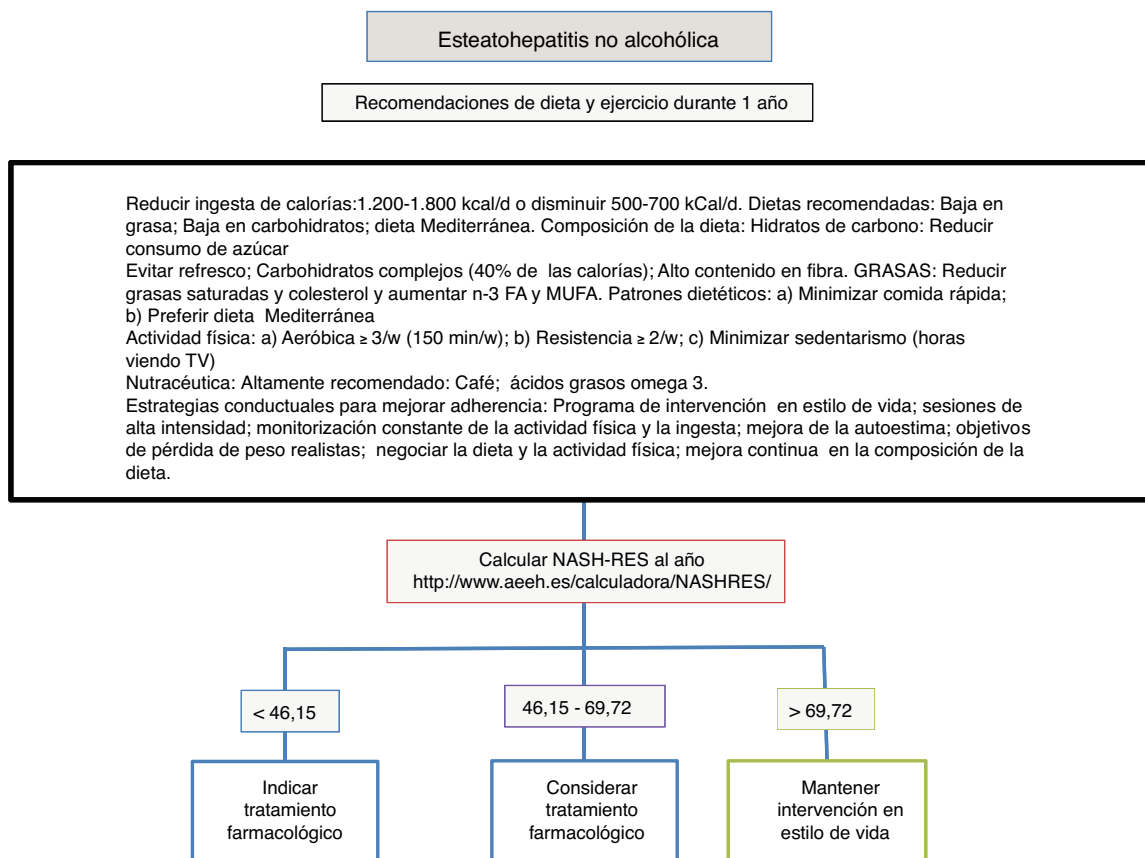 Esteatohepatitis no alcohólica
Recomendaciones de dieta y ejercicio durante 1 año
Reducir ingesta de calorías:1.200-1.800 kcal/d o disminuir 500-700 kCal/d. Dietas recomendadas: Baja en
grasa; Baja en carbohidratos; dieta Mediterránea. Composición de la dieta: Hidratos de carbono: Reducir
consumo de azúcar
Evitar refresco; Carbohidratos complejos (40% de las calorías); Alto contenido en fibra. GRASAS: Reducir
grasas saturadas y colesterol y aumentar n-3 FA y MUFA. Patrones dietéticos: a) Minimizar comida rápida;
b) Preferir dieta Mediterránea
Actividad física: a) Aeróbica ≥ 3/w (150 min/w); b) Resistencia ≥ 2/w; c) Minimizar sedentarismo (horas
viendo TV)
Nutracéutica: Altamente recomendado: Café; ácidos grasos omega 3.
Estrategias conductuales para mejorar adherencia: Programa de intervención en estilo de vida; sesiones de
alta intensidad; monitorización constante de la actividad física y la ingesta; mejora de la autoestima; objetivos
de pérdida de peso realistas; negociar la dieta y la actividad física; mejora continua en la composición de la
dieta.
Calcular NASH-RES al año
http://www.aeeh.es/calculadora/NASHRES/
< 46,15
46,15 - 69,72
> 69,72
Indicar
tratamiento
farmacológico
Considerar
tratamiento
farmacológico
Mantener
intervención en
estilo de vida